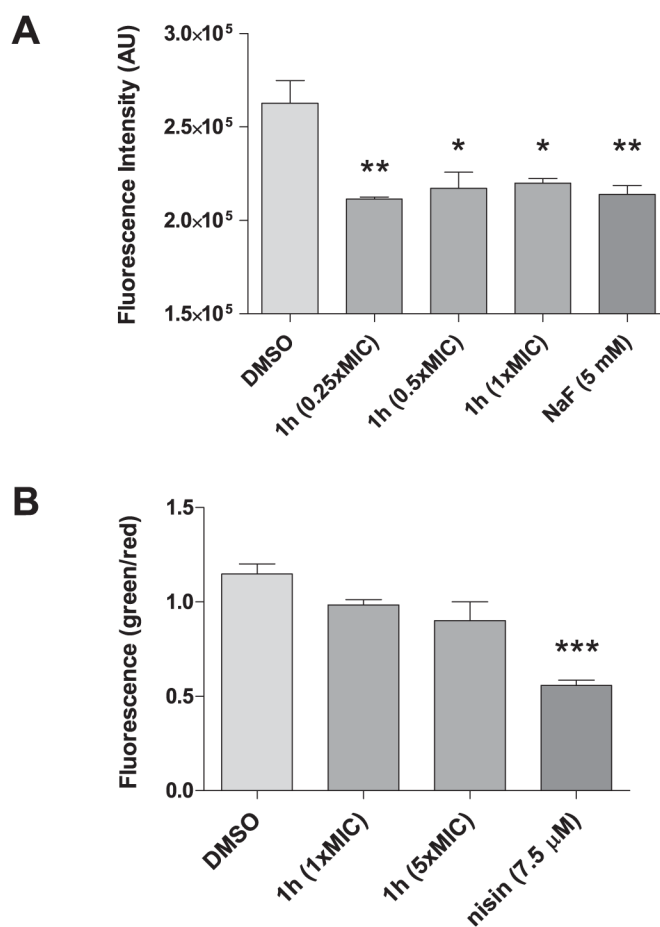 A
Fluorescence Intensity (AU)
3.0×10⁵
2.5×10⁵
2.0×10⁵
1.5×10⁵
**
*
*
**
DMSO
1h (0.25xMIC)
1h (0.5xMIC)
1h (1xMIC)
NaF (5 mM)
B
Fluorescence (green/red)
1.5
1.0
0.5
0.0
***
DMSO
1h (1xMIC)
1h (5xMIC)
nisin (7.5 μM)